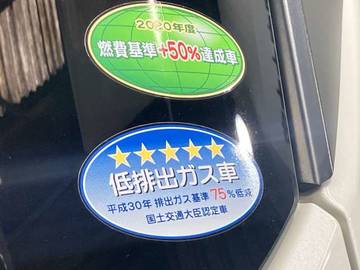 2020年度
燃費基準+50%達成車
低排出ガス車
平成30年 排出ガス基準 75%低減
国土交通大臣認定車